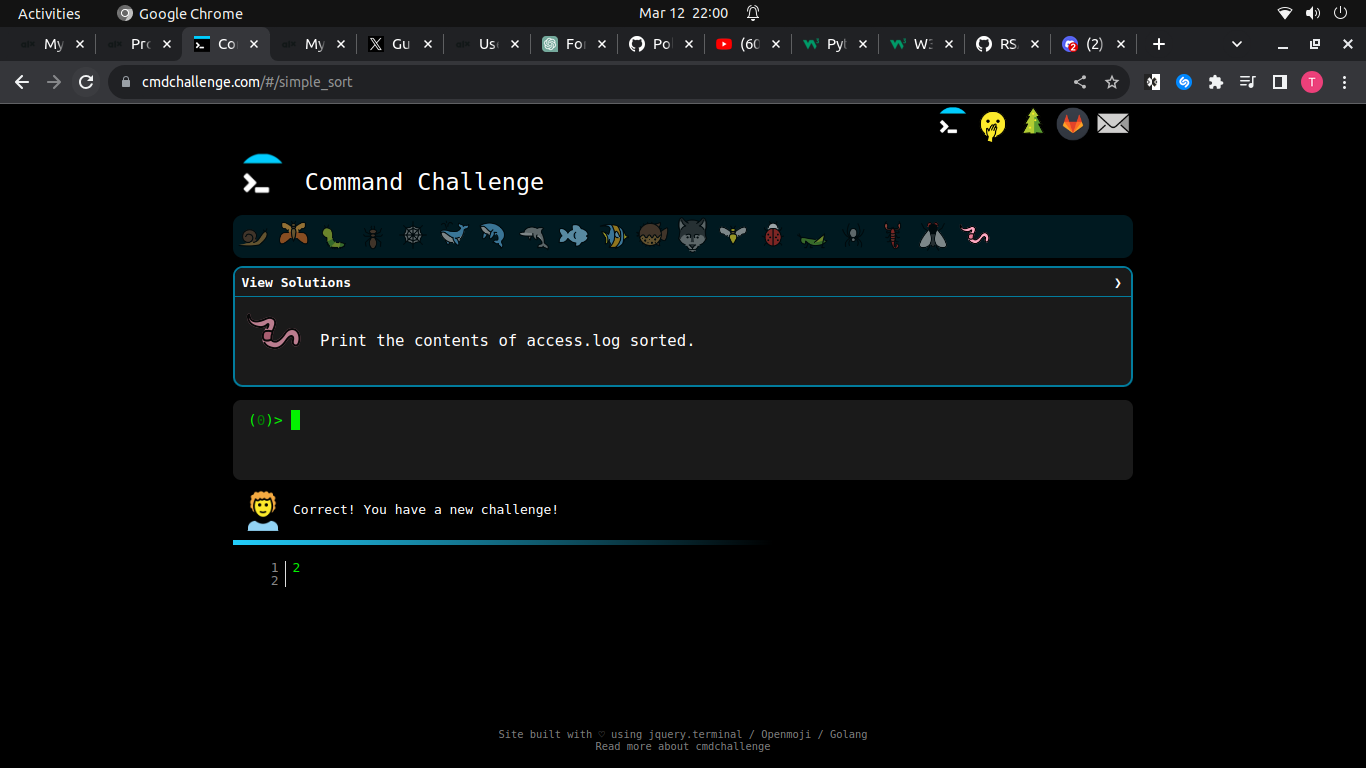 Activities Google Chrome Mar 12 22:00
My Pro Co My Gu Use For Pol (60 Pyt W3 RS (2)
cmdchallenge.com/#/simple_sort T
Command Challenge
View Solutions ❯
Print the contents of access.log sorted.
(0)>
Correct! You have a new challenge!
1 2
2
Site built with ♡ using jquery.terminal / Openmoji / Golang
Read more about cmdchallenge